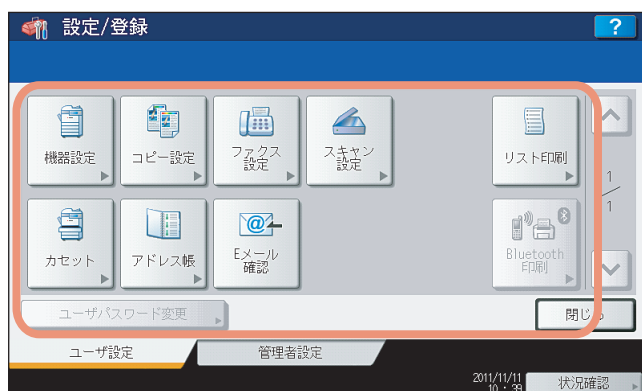 設定/登録
?
機器設定
コピー設定
ファクス
設定
スキャン
設定
リスト印刷
1
1
カセット
アドレス帳
@
Eメール
確認
Bluetooth
印刷
ユーザパスワード変更
閉じる
ユーザ設定
管理者設定
2011/11/11
10:39
状況確認